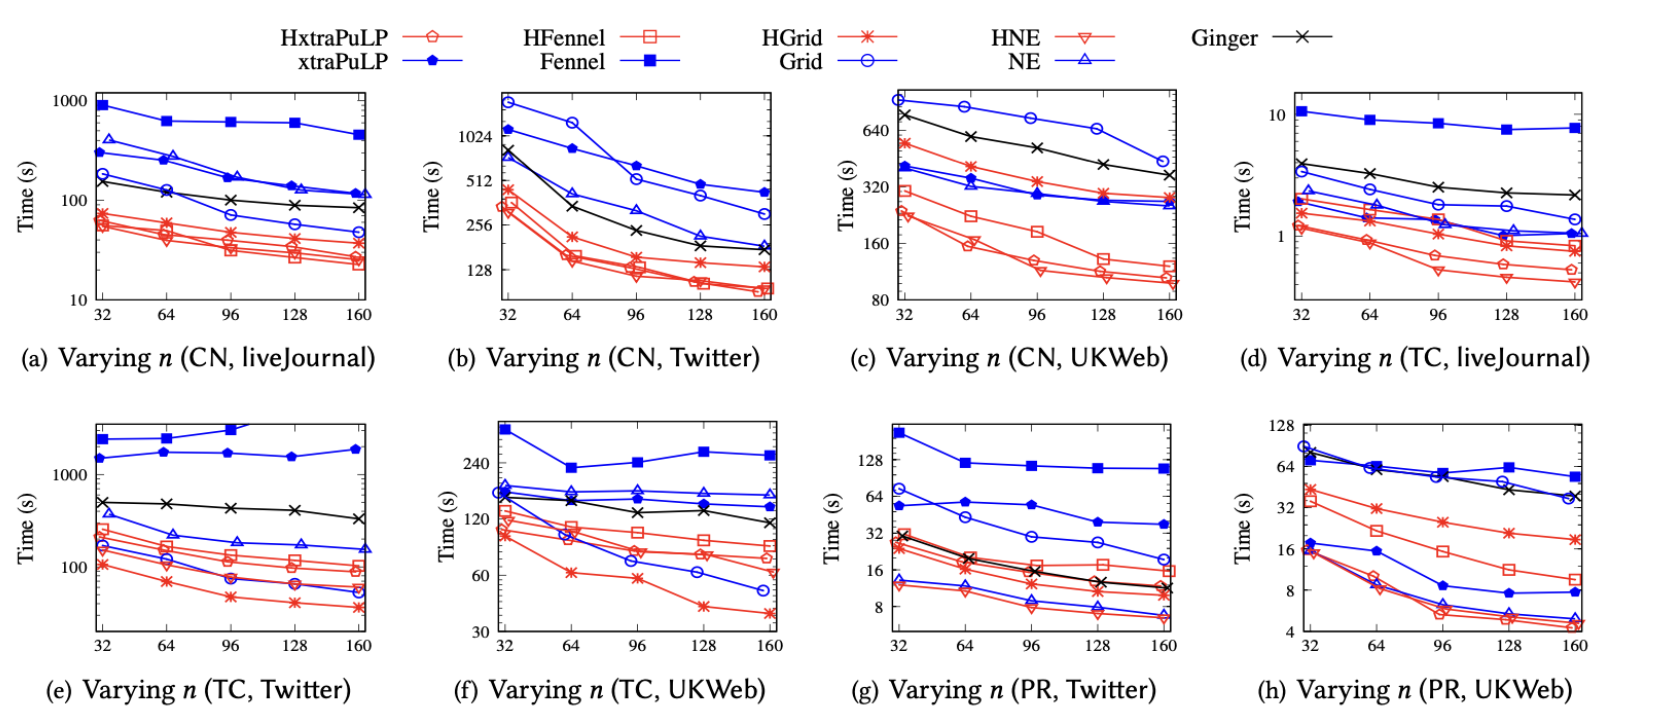 HxtraPuLP HFennel HGrid HNE Ginger
xtraPuLP Fennel Grid NE
Time (s)
1000
100
10
32 64 96 128 160
(a) Varying n (CN, liveJournal)
Time (s)
1024
512
256
128
32 64 96 128 160
(b) Varying n (CN, Twitter)
Time (s)
640
320
160
80
32 64 96 128 160
(c) Varying n (CN, UKWeb)
Time (s)
10
1
32 64 96 128 160
(d) Varying n (TC, liveJournal)
Time (s)
1000
100
32 64 96 128 160
(e) Varying n (TC, Twitter)
Time (s)
240
120
60
30
32 64 96 128 160
(f) Varying n (TC, UKWeb)
Time (s)
128
64
32
16
8
32 64 96 128 160
(g) Varying n (PR, Twitter)
Time (s)
128
64
32
16
8
4
32 64 96 128 160
(h) Varying n (PR, UKWeb)